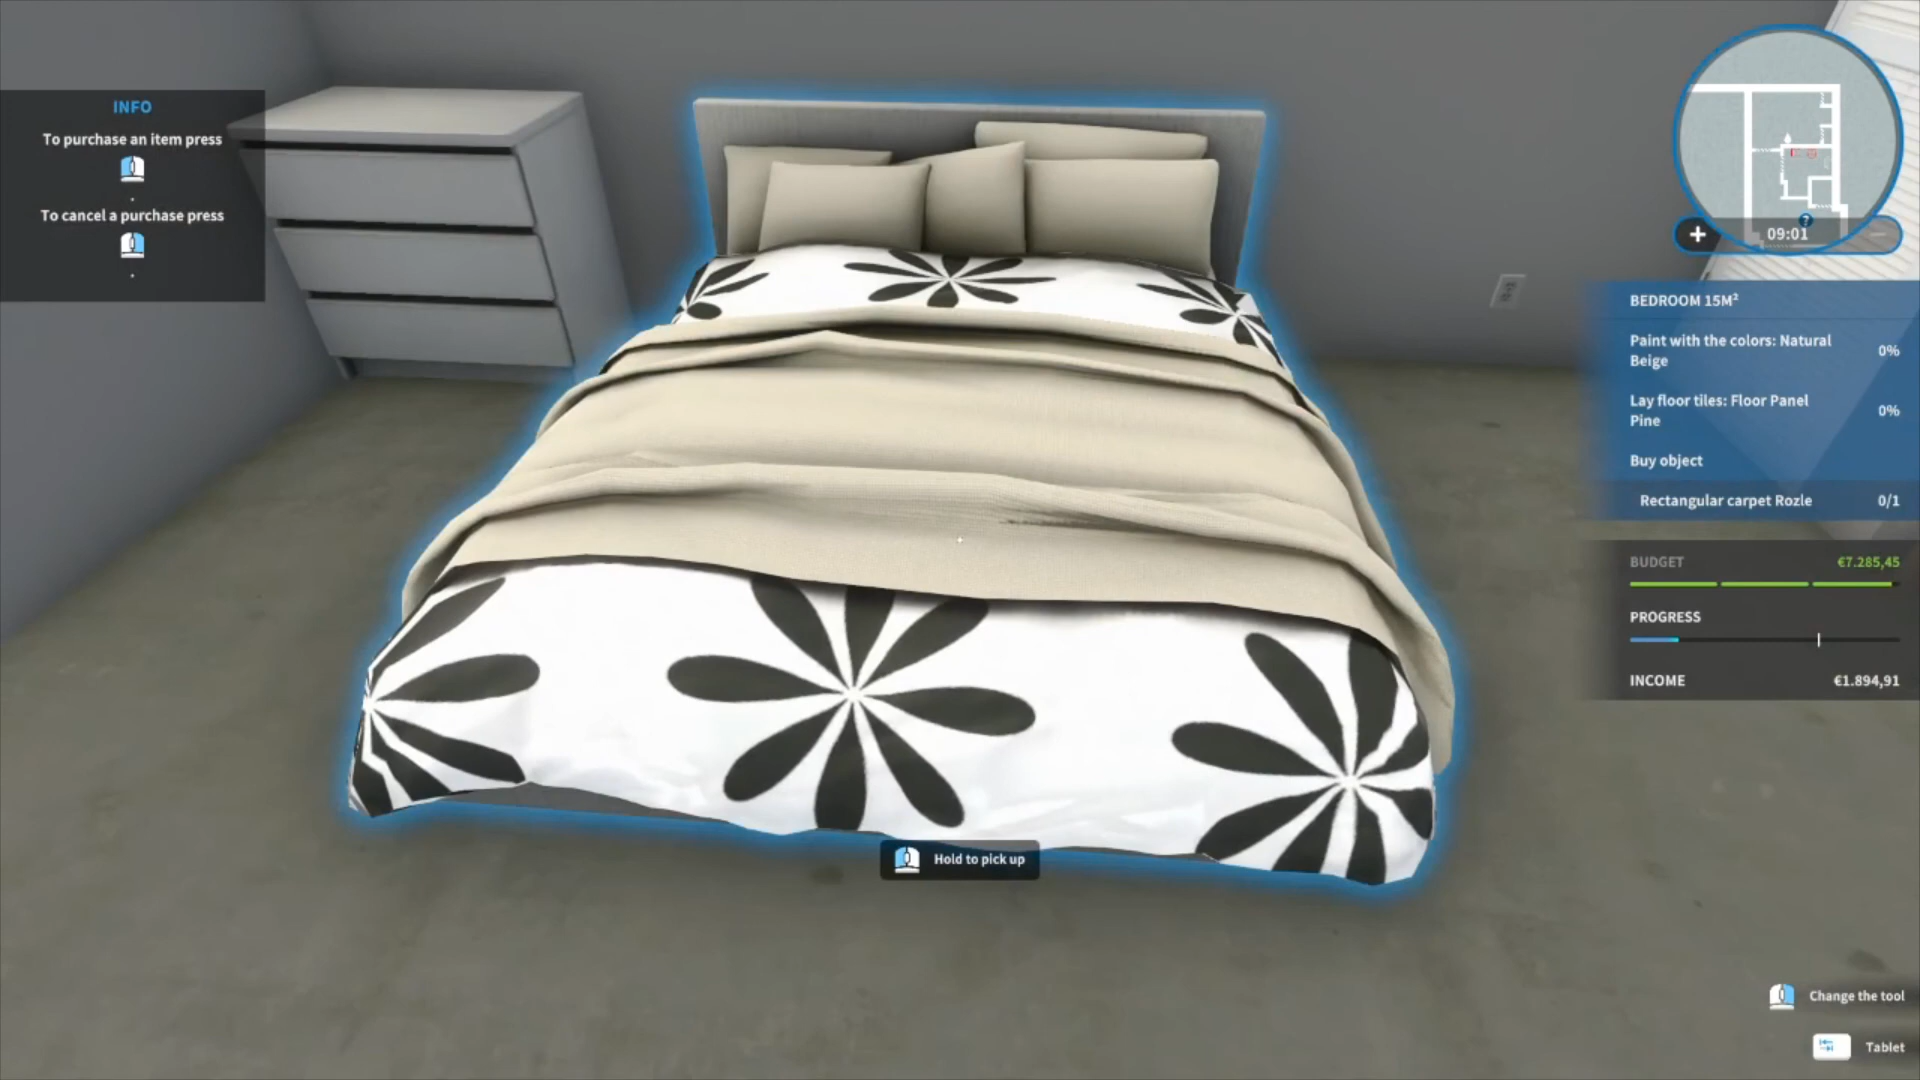 INFO
To purchase an item press
.
To cancel a purchase press
.
+
?
09:01
BEDROOM 15M²
Paint with the colors: Natural
Beige
0%
Lay floor tiles: Floor Panel
Pine
0%
Buy object
Rectangular carpet Rozle 0/1
BUDGET €7.285,45
PROGRESS
INCOME €1.894,91
Hold to pick up
Change the tool
Tablet